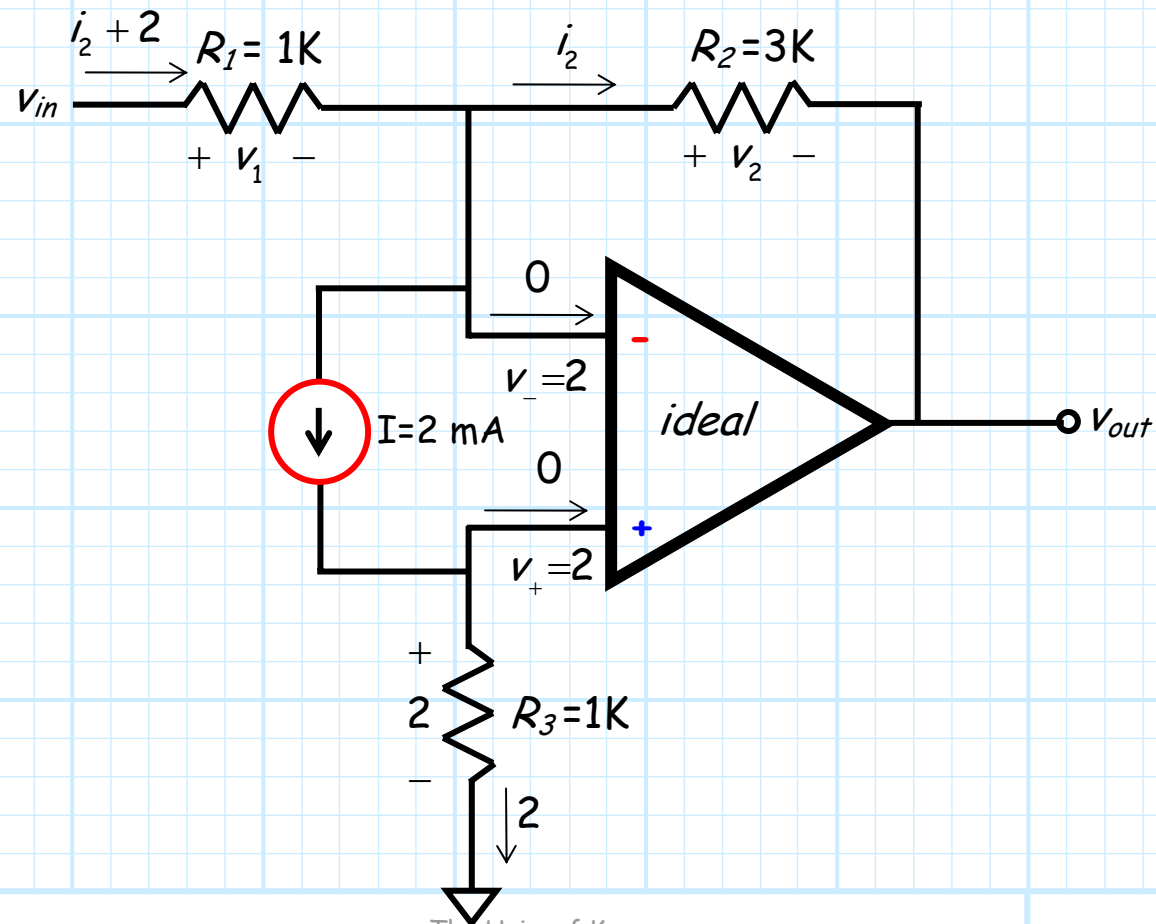 i₂ + 2
R₁= 1K
i₂
R₂=3K
vin
+ v₁ −
+ v₂ −
0
-
v₋=2
ideal
I=2 mA
vout
0
+
v₊=2
+
2
R₃=1K
−
2